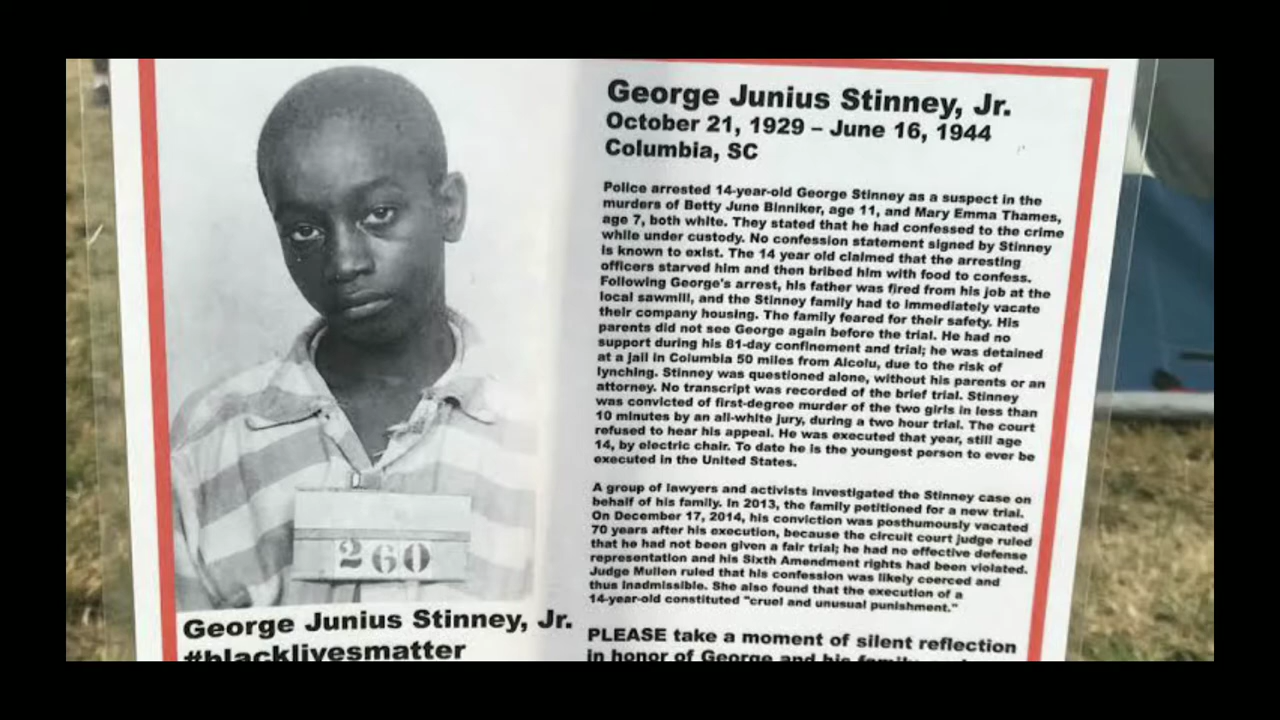 260
George Junius Stinney, Jr.
#blacklivesmatter
George Junius Stinney, Jr.
October 21, 1929 – June 16, 1944
Columbia, SC
Police arrested 14-year-old George Stinney as a suspect in the
murders of Betty June Binniker, age 11, and Mary Emma Thames,
age 7, both white. They stated that he had confessed to the crime
while under custody. No confession statement signed by Stinney
is known to exist. The 14 year old claimed that the arresting
officers starved him and then bribed him with food to confess.
Following George's arrest, his father was fired from his job at the
local sawmill, and the Stinney family had to immediately vacate
their company housing. The family feared for their safety. His
parents did not see George again before the trial. He had no
support during his 81-day confinement and trial; he was detained
at a jail in Columbia 50 miles from Alcolu, due to the risk of
lynching. Stinney was questioned alone, without his parents or an
attorney. No transcript was recorded of the brief trial. Stinney
was convicted of first-degree murder of the two girls in less than
10 minutes by an all-white jury, during a two hour trial. The court
refused to hear his appeal. He was executed that year, still age
14, by electric chair. To date he is the youngest person to ever be
executed in the United States.
A group of lawyers and activists investigated the Stinney case on
behalf of his family. In 2013, the family petitioned for a new trial.
On December 17, 2014, his conviction was posthumously vacated
70 years after his execution, because the circuit court judge ruled
that he had not been given a fair trial; he had no effective defense
representation and his Sixth Amendment rights had been violated.
Judge Mullen ruled that his confession was likely coerced and
thus inadmissible. She also found that the execution of a
14-year-old constituted "cruel and unusual punishment."
PLEASE take a moment of silent reflection
in honor of George and his family